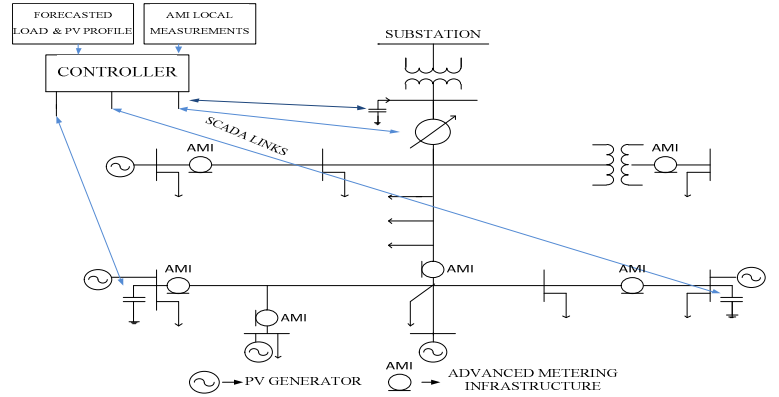 FORECASTED
LOAD & PV PROFILE
AMI LOCAL
MEASUREMENTS
SUBSTATION
CONTROLLER
SCADA LINKS
AMI
AMI
AMI
AMI
AMI
AMI
AMI
PV GENERATOR
ADVANCED METERING
INFRASTRUCTURE